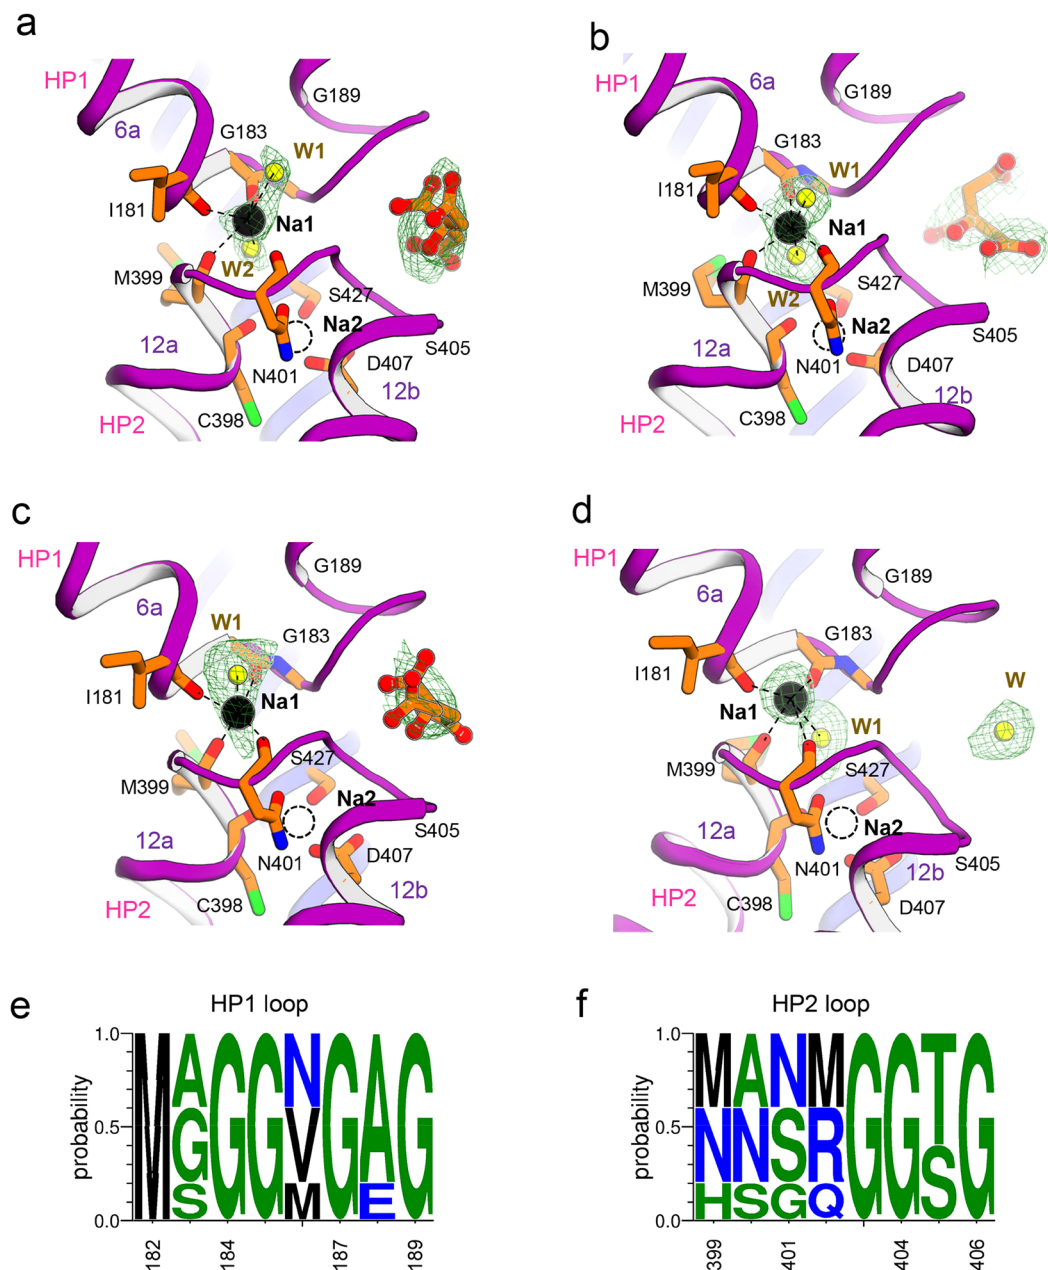 a
HP1
6a
G189
G183
W1
I181
Na1
W2
M399
S427
Na2
S405
12a
N401
D407
12b
HP2
C398
b
HP1
6a
G189
G183
W1
I181
Na1
M399
W2
S427
Na2
S405
12a
N401
D407
12b
HP2
C398
c
HP1
6a
G189
W1
G183
I181
Na1
M399
S427
Na2
S405
12a
N401
D407
12b
HP2
C398
d
HP1
6a
G189
G183
I181
Na1
W
W1
M399
S427
Na2
S405
12a
N401
12b
HP2
C398
D407
e
HP1 loop
probability
1.0
0.5
0.0
M
A
G
S
G
G
N
V
M
G
A
E
G
182
184
187
189
f
HP2 loop
probability
1.0
0.5
0.0
M
N
H
A
N
S
N
S
G
M
R
Q
G
G
T
S
G
399
401
404
406